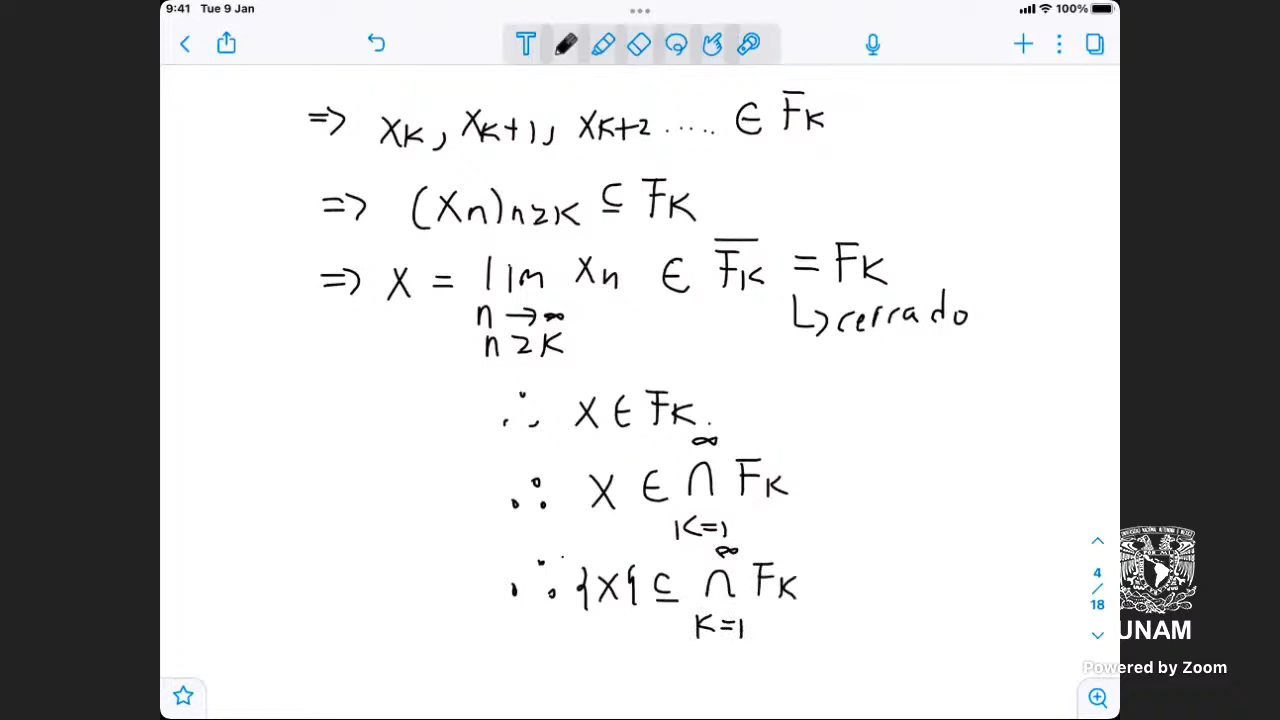 9:41 Tue 9 Jan 100%
=> xk, xk+1, xk+2 ..... ∈ Fk
=> (xn)n≥k ⊆ Fk
=> x = lim xn ∈ F̅k̅ = Fk
n → ∞ ↳ cerrado
n ≥ k
∴ x ∈ Fk.
∞
∴ x ∈ ∩ Fk
k=1
∞
∴ {x} ⊆ ∩ Fk
k=1
4
/
18
UNAM
Powered by Zoom